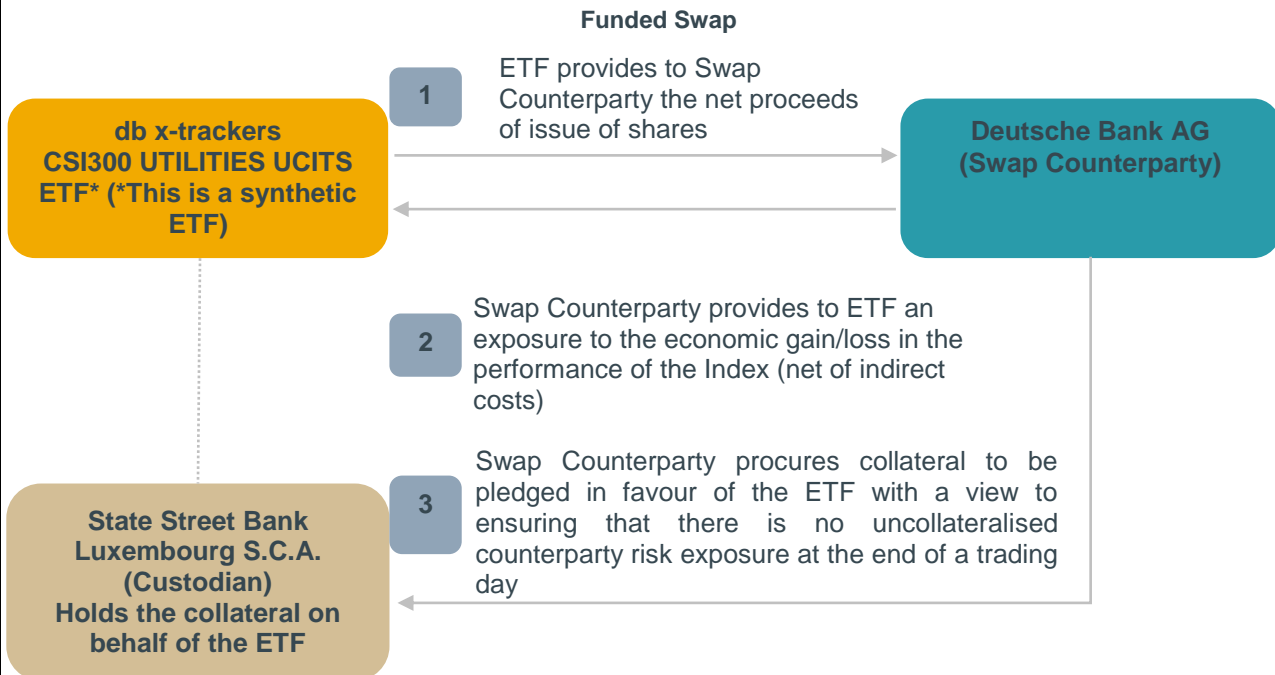 Funded Swap
1
ETF provides to Swap
Counterparty the net proceeds
of issue of shares
db x-trackers
CSI300 UTILITIES UCITS
ETF* (*This is a synthetic
ETF)
Deutsche Bank AG
(Swap Counterparty)
2
Swap Counterparty provides to ETF an
exposure to the economic gain/loss in the
performance of the Index (net of indirect
costs)
3
Swap Counterparty procures collateral to be
pledged in favour of the ETF with a view to
ensuring that there is no uncollateralised
counterparty risk exposure at the end of a trading
day
State Street Bank
Luxembourg S.C.A.
(Custodian)
Holds the collateral on
behalf of the ETF